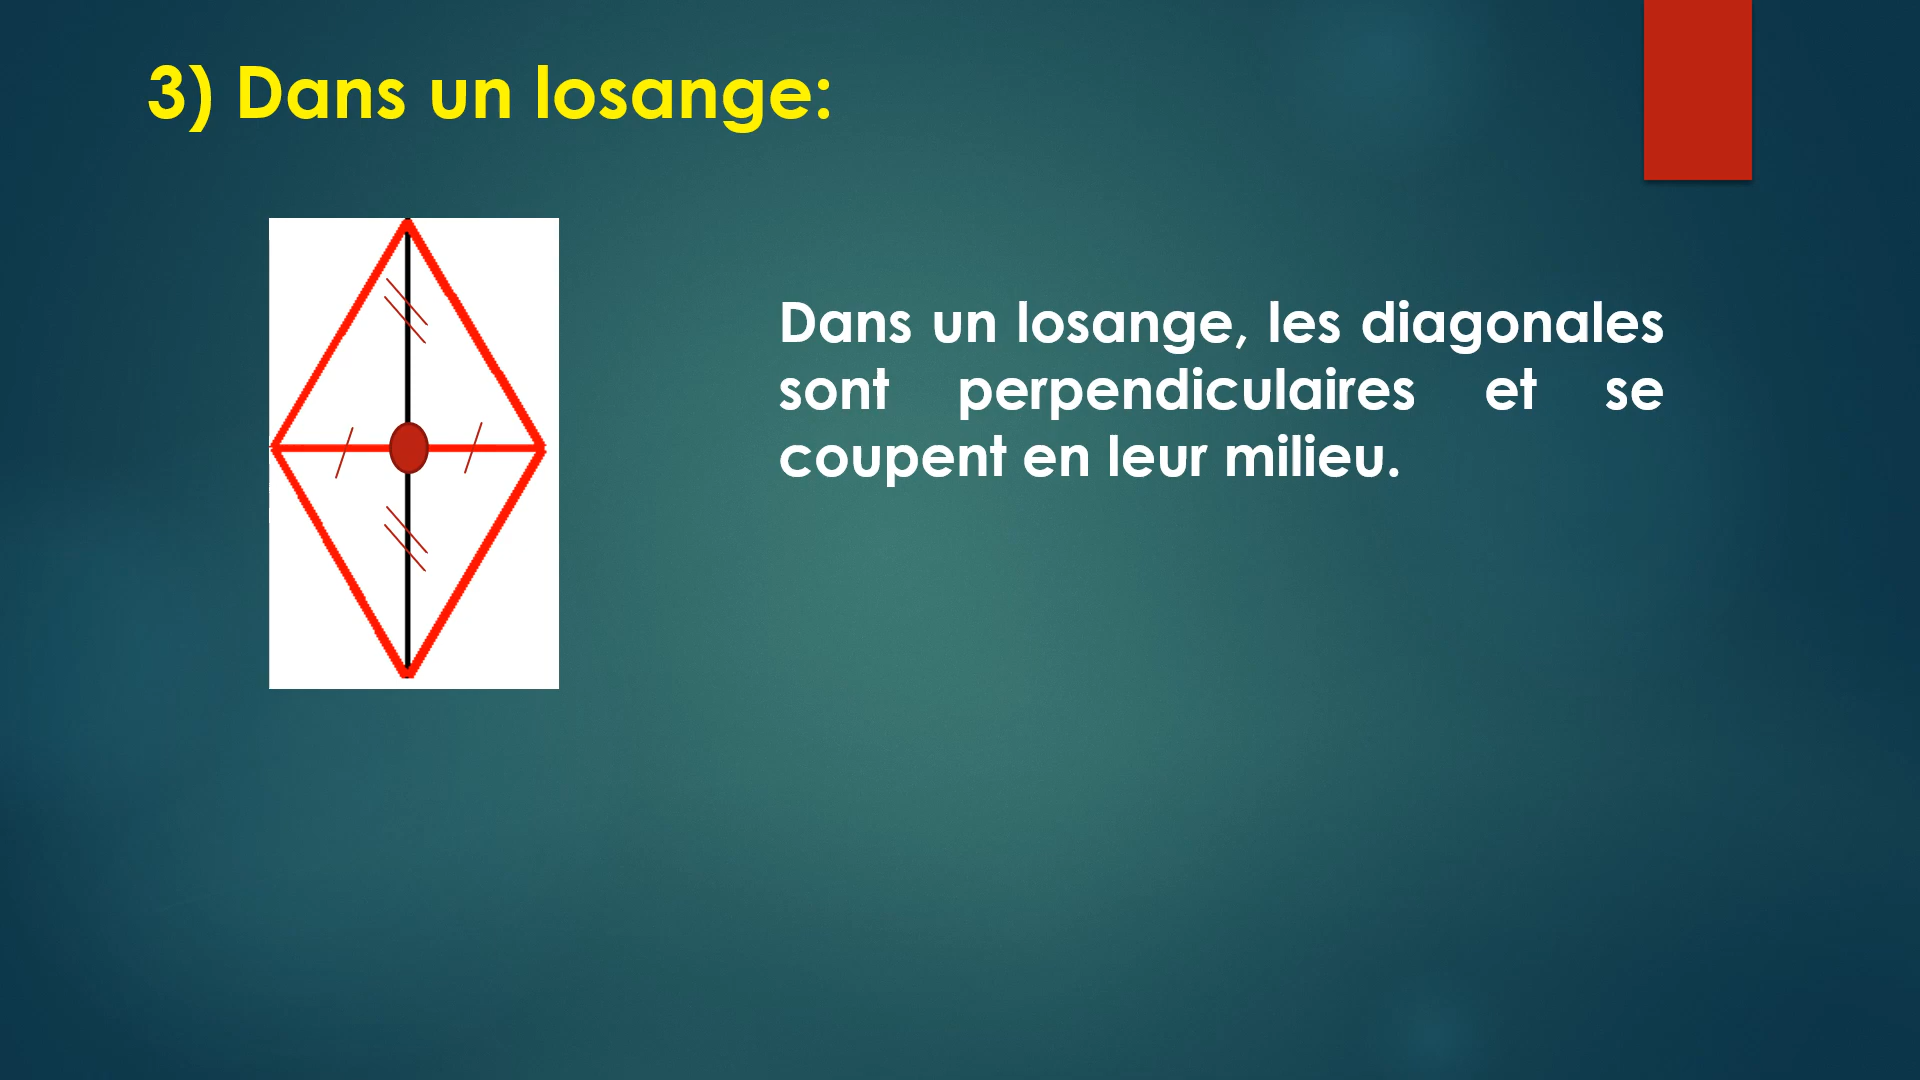 3) Dans un losange:
Dans un losange, les diagonales
sont perpendiculaires et se
coupent en leur milieu.